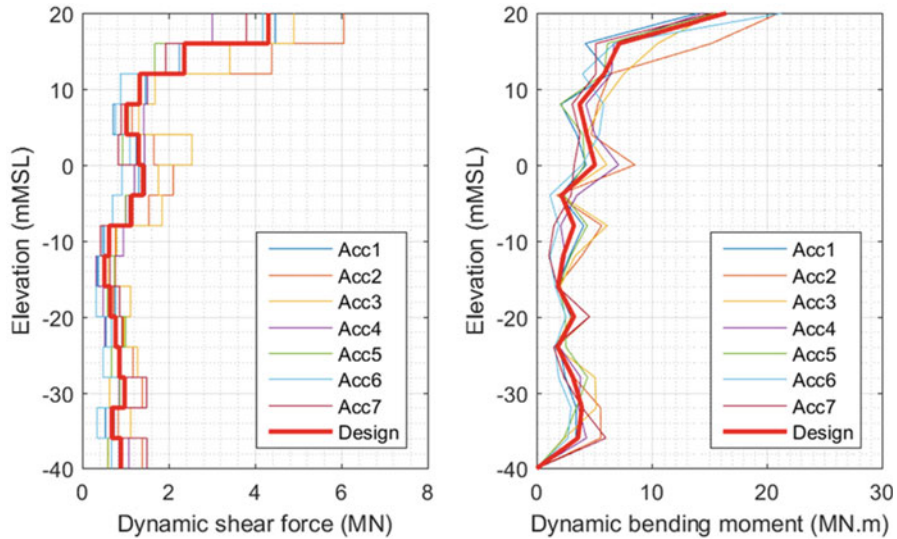 20
10
0
-10
-20
-30
-40
Elevation (mMSL)
0 2 4 6 8
Dynamic shear force (MN)
Acc1
Acc2
Acc3
Acc4
Acc5
Acc6
Acc7
Design
20
10
0
-10
-20
-30
-40
Elevation (mMSL)
0 10 20 30
Dynamic bending moment (MN.m)
Acc1
Acc2
Acc3
Acc4
Acc5
Acc6
Acc7
Design